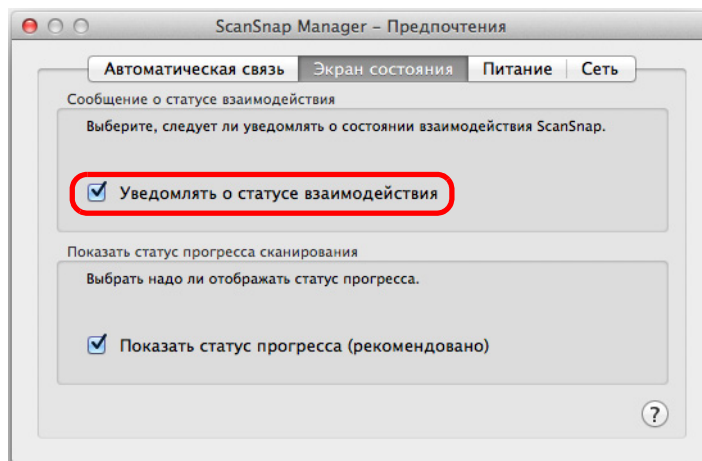 ScanSnap Manager – Предпочтения
Автоматическая связь Экран состояния Питание Сеть
Сообщение о статусе взаимодействия
Выберите, следует ли уведомлять о состоянии взаимодействия ScanSnap.
Уведомлять о статусе взаимодействия
Показать статус прогресса сканирования
Выбрать надо ли отображать статус прогресса.
Показать статус прогресса (рекомендовано)
?